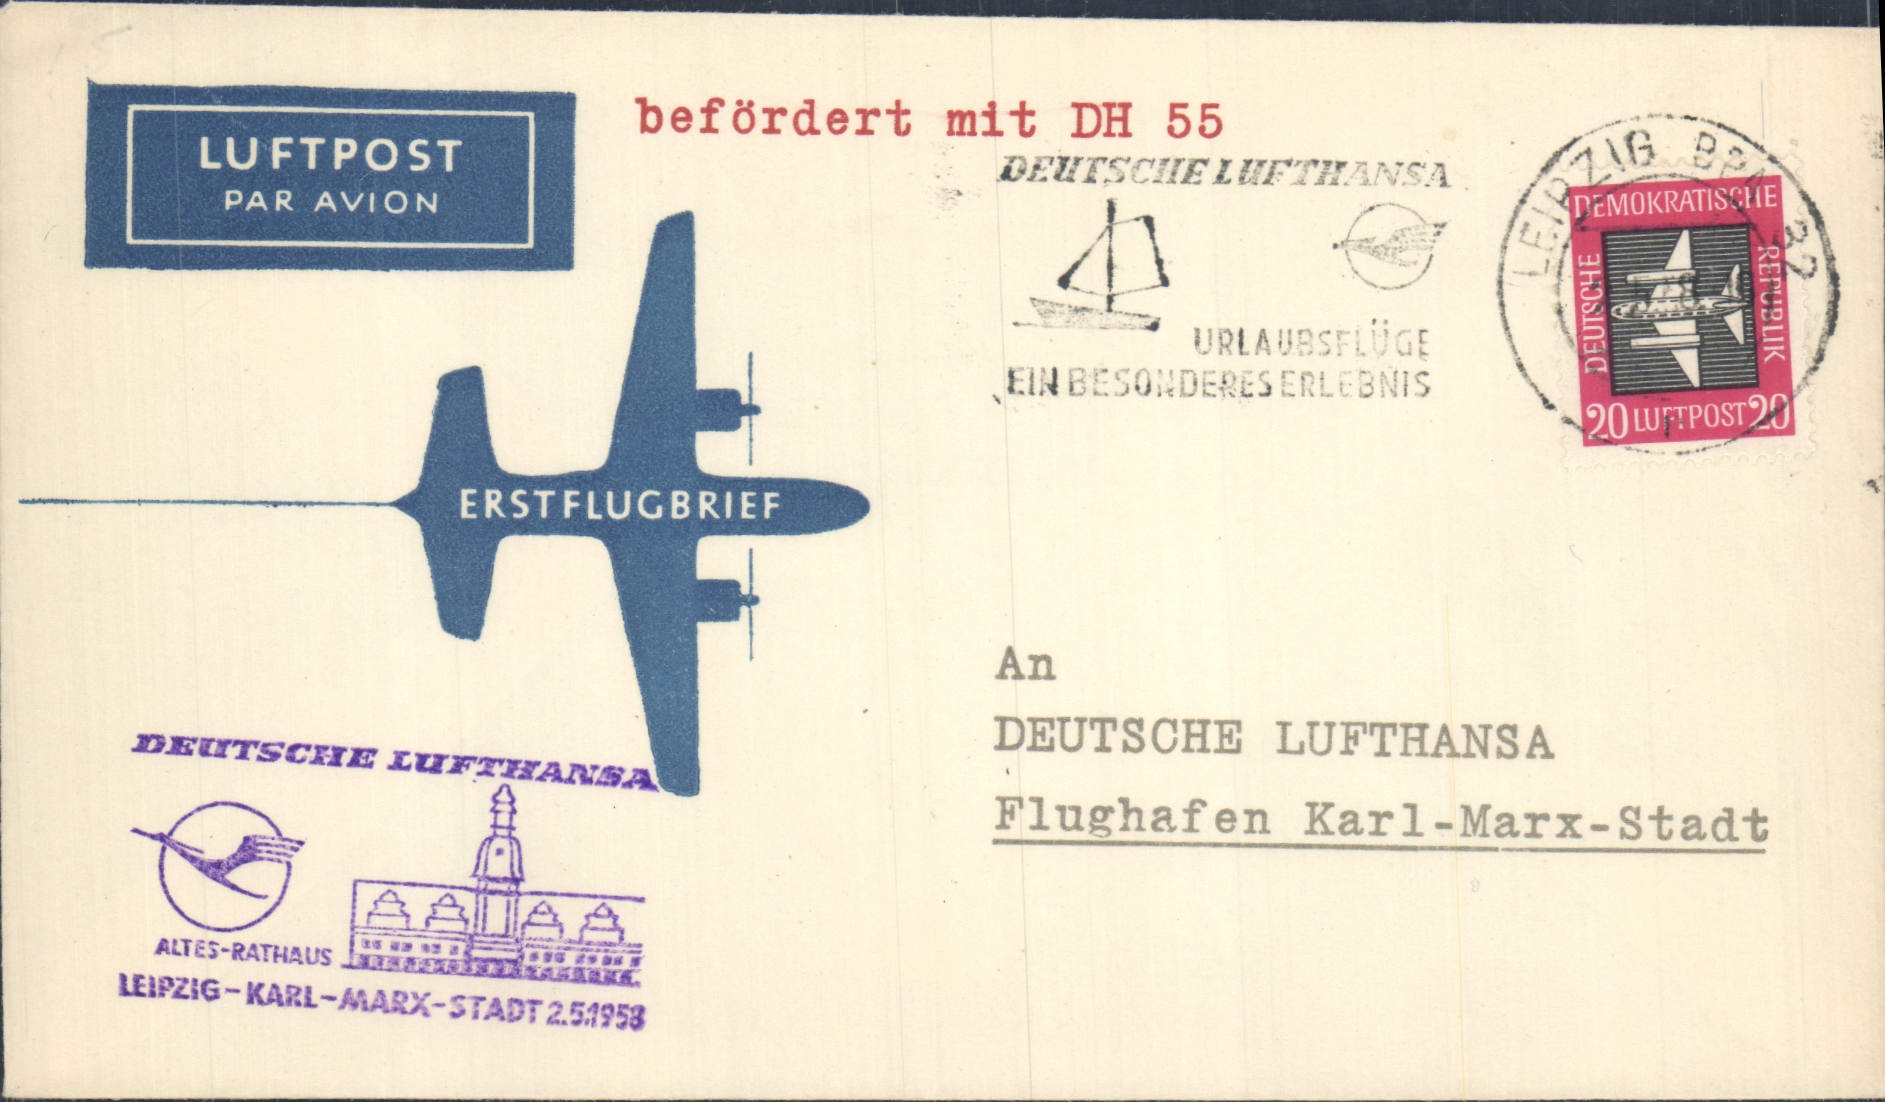 LUFTPOST
PAR AVION
befördert mit DH 55
DEUTSCHE LUFTHANSA
URLAUBSFLÜGE
EIN BESONDERES ERLEBNIS
LEIPZIG BPA 32
DEMOKRATISCHE
DEUTSCHE
REPUBLIK
20 LUFTPOST 20
ERSTFLUGBRIEF
An
DEUTSCHE LUFTHANSA
Flughafen Karl-Marx-Stadt
DEUTSCHE LUFTHANSA
ALTES-RATHAUS
LEIPZIG-KARL-MARX-STADT 2.5.1958